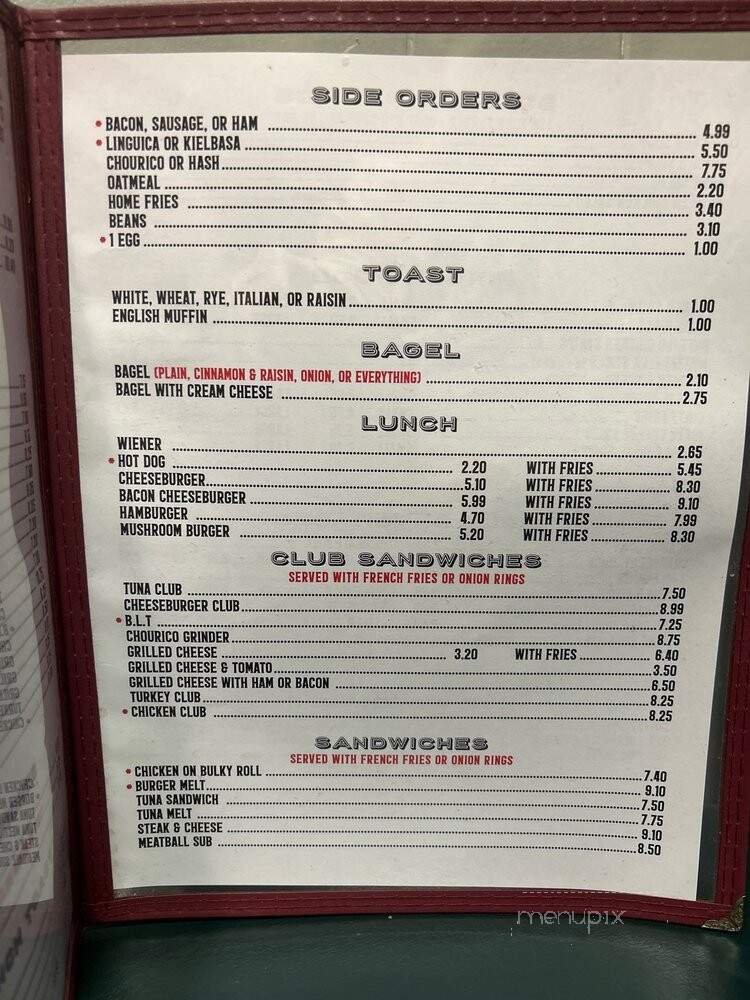 SIDE ORDERS
• BACON, SAUSAGE, OR HAM 4.99
• LINGUICA OR KIELBASA 5.50
CHOURICO OR HASH 7.75
OATMEAL 2.20
HOME FRIES 3.40
BEANS 3.10
• 1 EGG 1.00
TOAST
WHITE, WHEAT, RYE, ITALIAN, OR RAISIN 1.00
ENGLISH MUFFIN 1.00
BAGEL
BAGEL (PLAIN, CINNAMON & RAISIN, ONION, OR EVERYTHING) 2.10
BAGEL WITH CREAM CHEESE 2.75
LUNCH
WIENER 2.65
• HOT DOG 2.20 WITH FRIES 5.45
CHEESEBURGER 5.10 WITH FRIES 8.30
BACON CHEESEBURGER 5.99 WITH FRIES 9.10
HAMBURGER 4.70 WITH FRIES 7.99
MUSHROOM BURGER 5.20 WITH FRIES 8.30
CLUB SANDWICHES
SERVED WITH FRENCH FRIES OR ONION RINGS
TUNA CLUB 7.50
CHEESEBURGER CLUB 8.99
• B.L.T 7.25
CHOURICO GRINDER 8.75
GRILLED CHEESE 3.20 WITH FRIES 6.40
GRILLED CHEESE & TOMATO 3.50
GRILLED CHEESE WITH HAM OR BACON 6.50
TURKEY CLUB 8.25
• CHICKEN CLUB 8.25
SANDWICHES
SERVED WITH FRENCH FRIES OR ONION RINGS
• CHICKEN ON BULKY ROLL 7.40
• BURGER MELT 9.10
TUNA SANDWICH 7.50
TUNA MELT 7.75
STEAK & CHEESE 9.10
MEATBALL SUB 8.50
menupix